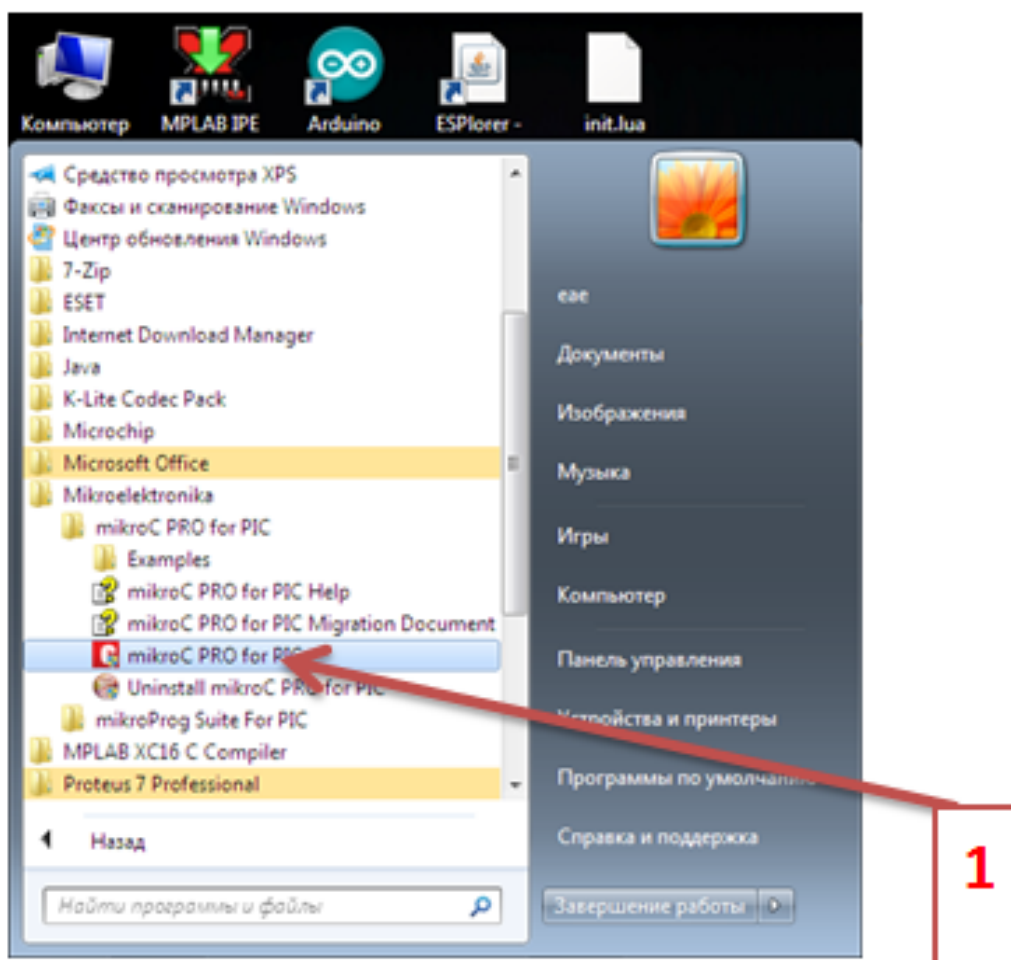 Компьютер
MPLAB IPE
Arduino
ESPlorer -
init.lua
Средство просмотра XPS
Факсы и сканирование Windows
Центр обновления Windows
7-Zip
ESET
Internet Download Manager
Java
K-Lite Codec Pack
Microchip
Microsoft Office
Mikroelektronika
mikroC PRO for PIC
Examples
mikroC PRO for PIC Help
mikroC PRO for PIC Migration Document
mikroC PRO for PIC
Uninstall mikroC PRO for PIC
mikroProg Suite For PIC
MPLAB XC16 C Compiler
Proteus 7 Professional
Назад
Найти программы и файлы
eae
Документы
Изображения
Музыка
Игры
Компьютер
Панель управления
Устройства и принтеры
Программы по умолчанию
Справка и поддержка
Завершение работы
1